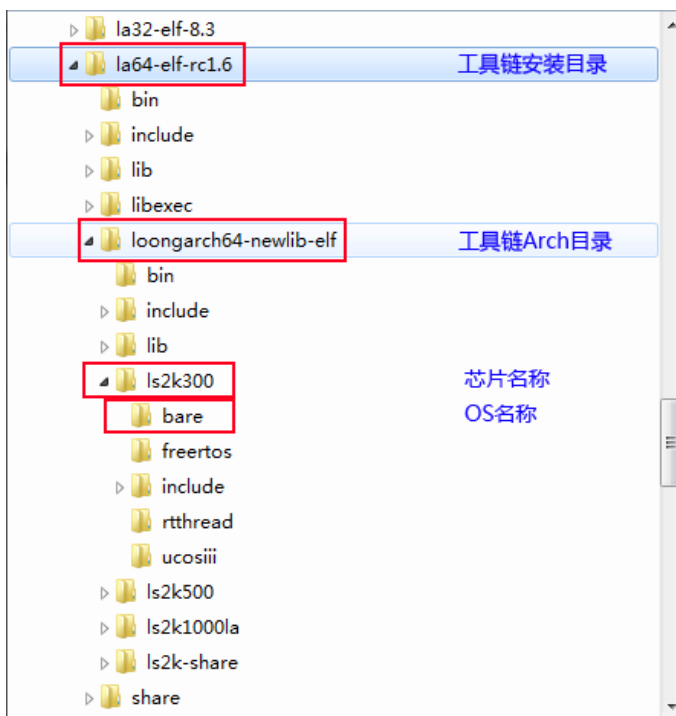 la32-elf-8.3
la64-elf-rc1.6 工具链安装目录
bin
include
lib
libexec
loongarch64-newlib-elf 工具链Arch目录
bin
include
lib
ls2k300 芯片名称
bare OS名称
freertos
include
rtthread
ucosiii
ls2k500
ls2k1000la
ls2k-share
share